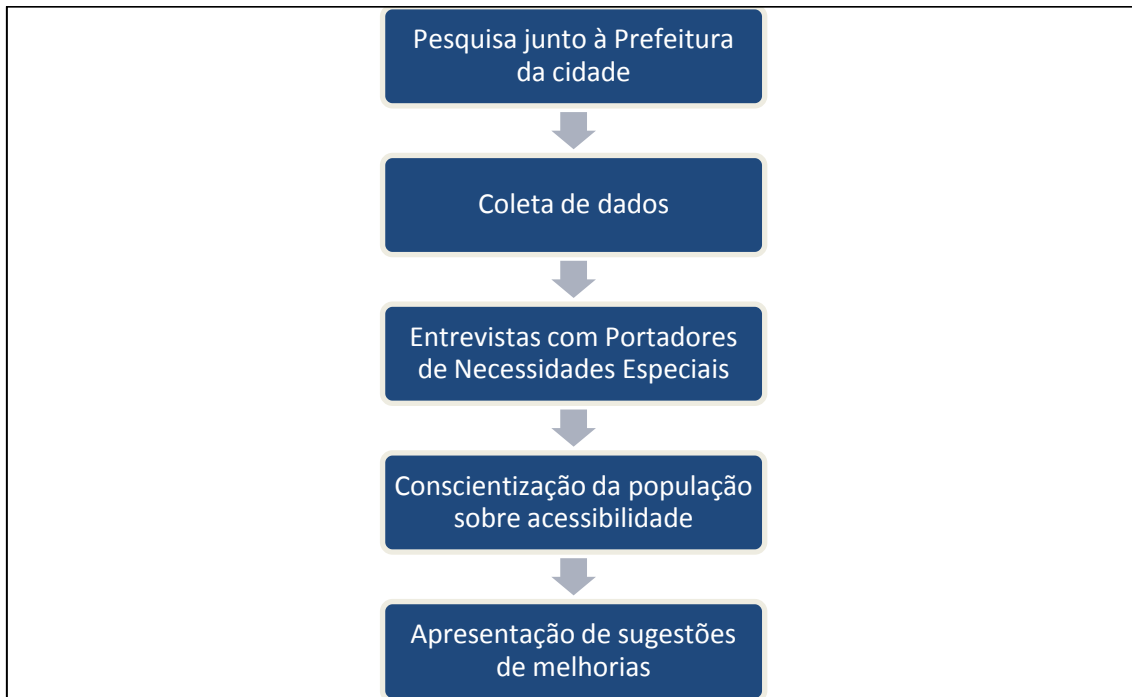 Pesquisa junto à Prefeitura
da cidade
Coleta de dados
Entrevistas com Portadores
de Necessidades Especiais
Conscientização da população
sobre acessibilidade
Apresentação de sugestões
de melhorias